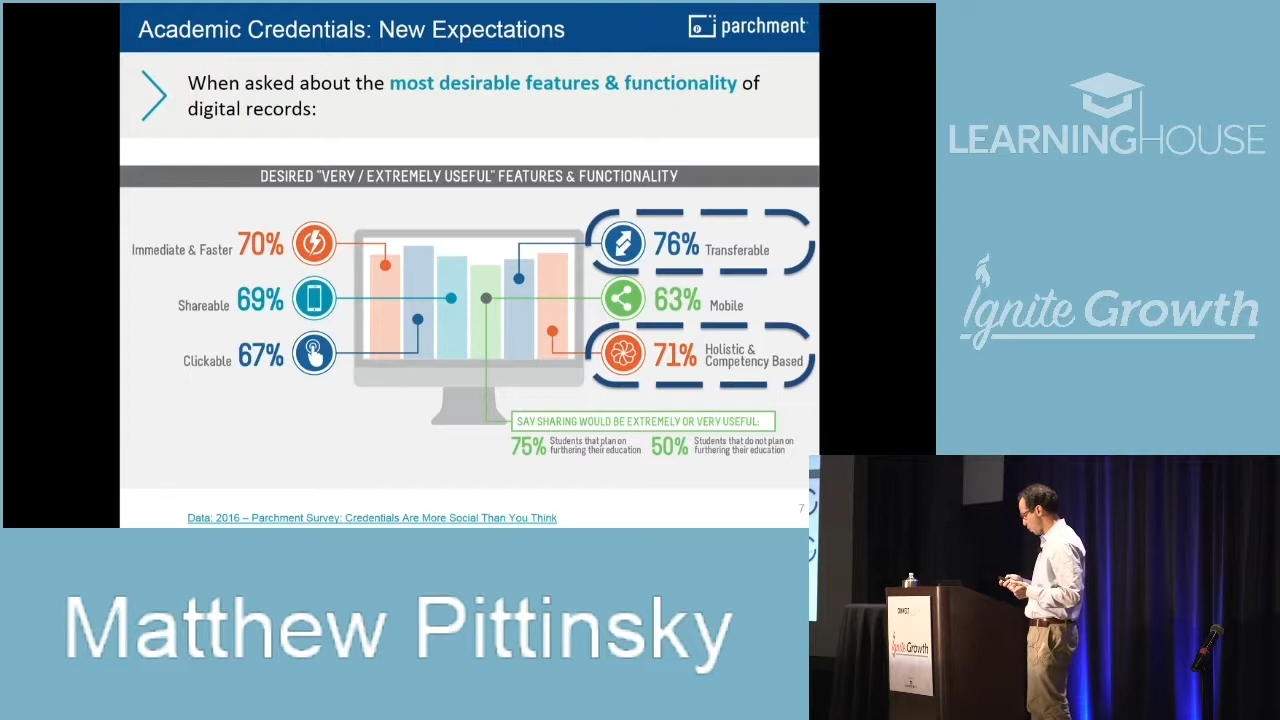 Academic Credentials: New Expectations
parchment
When asked about the most desirable features & functionality of
digital records:
DESIRED "VERY / EXTREMELY USEFUL" FEATURES & FUNCTIONALITY
Immediate & Faster 70%
Shareable 69%
Clickable 67%
76% Transferable
63% Mobile
71% Holistic &
Competency Based
SAY SHARING WOULD BE EXTREMELY OR VERY USEFUL:
75% Students that plan on
furthering their education
50% Students that do not plan on
furthering their education
Data: 2016 – Parchment Survey: Credentials Are More Social Than You Think
7
LEARNINGHOUSE
Ignite Growth
Matthew Pittinsky
CONNECT
Ignite Growth